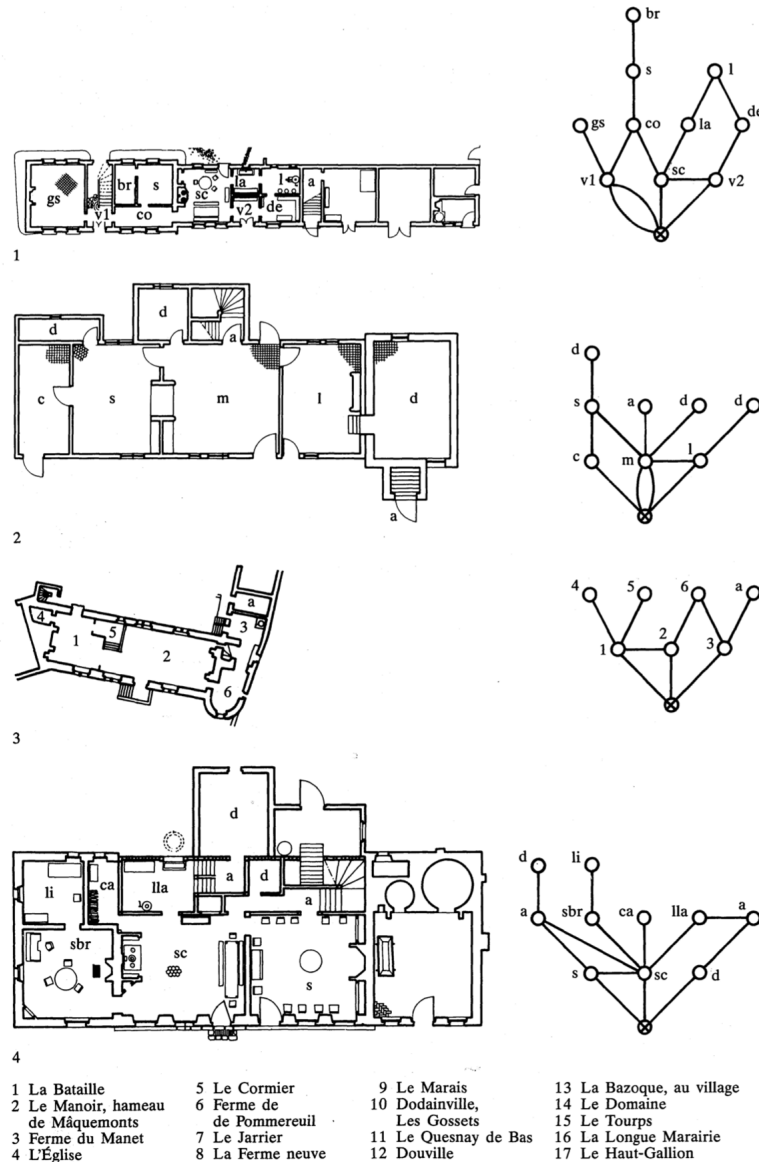 br
s
l
gs
co
la
de
v1
sc
v2
gs
br
s
sc
la
l
a
v1
co
v2
de
1
d
d
a
d
s
a
d
d
c
s
m
l
d
c
m
l
a
2
4
5
6
a
a
4
3
1
5
2
6
1
2
3
3
d
li
ca
lla
a
d
a
sbr
sc
s
d
li
a
sbr
ca
lla
a
s
sc
d
4
1 La Bataille
2 Le Manoir, hameau
de Mâquemonts
3 Ferme du Manet
4 L'Église
5 Le Cormier
6 Ferme de
de Pommereuil
7 Le Jarrier
8 La Ferme neuve
9 Le Marais
10 Dodainville,
Les Gossets
11 Le Quesnay de Bas
12 Douville
13 La Bazoque, au village
14 Le Domaine
15 Le Tourps
16 La Longue Marairie
17 Le Haut-Gallion